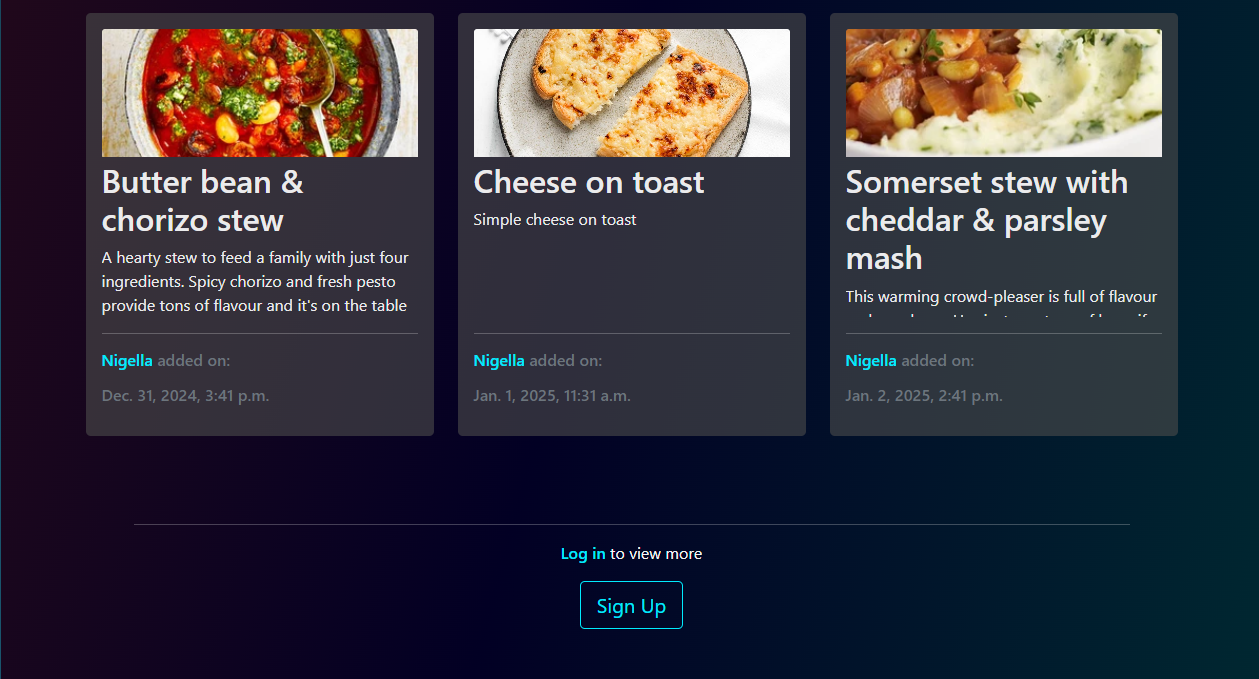 Butter bean &
chorizo stew
A hearty stew to feed a family with just four
ingredients. Spicy chorizo and fresh pesto
provide tons of flavour and it's on the table
Nigella added on:
Dec. 31, 2024, 3:41 p.m.
Cheese on toast
Simple cheese on toast
Nigella added on:
Jan. 1, 2025, 11:31 a.m.
Somerset stew with
cheddar & parsley
mash
This warming crowd-pleaser is full of flavour
Nigella added on:
Jan. 2, 2025, 2:41 p.m.
Log in to view more
Sign Up